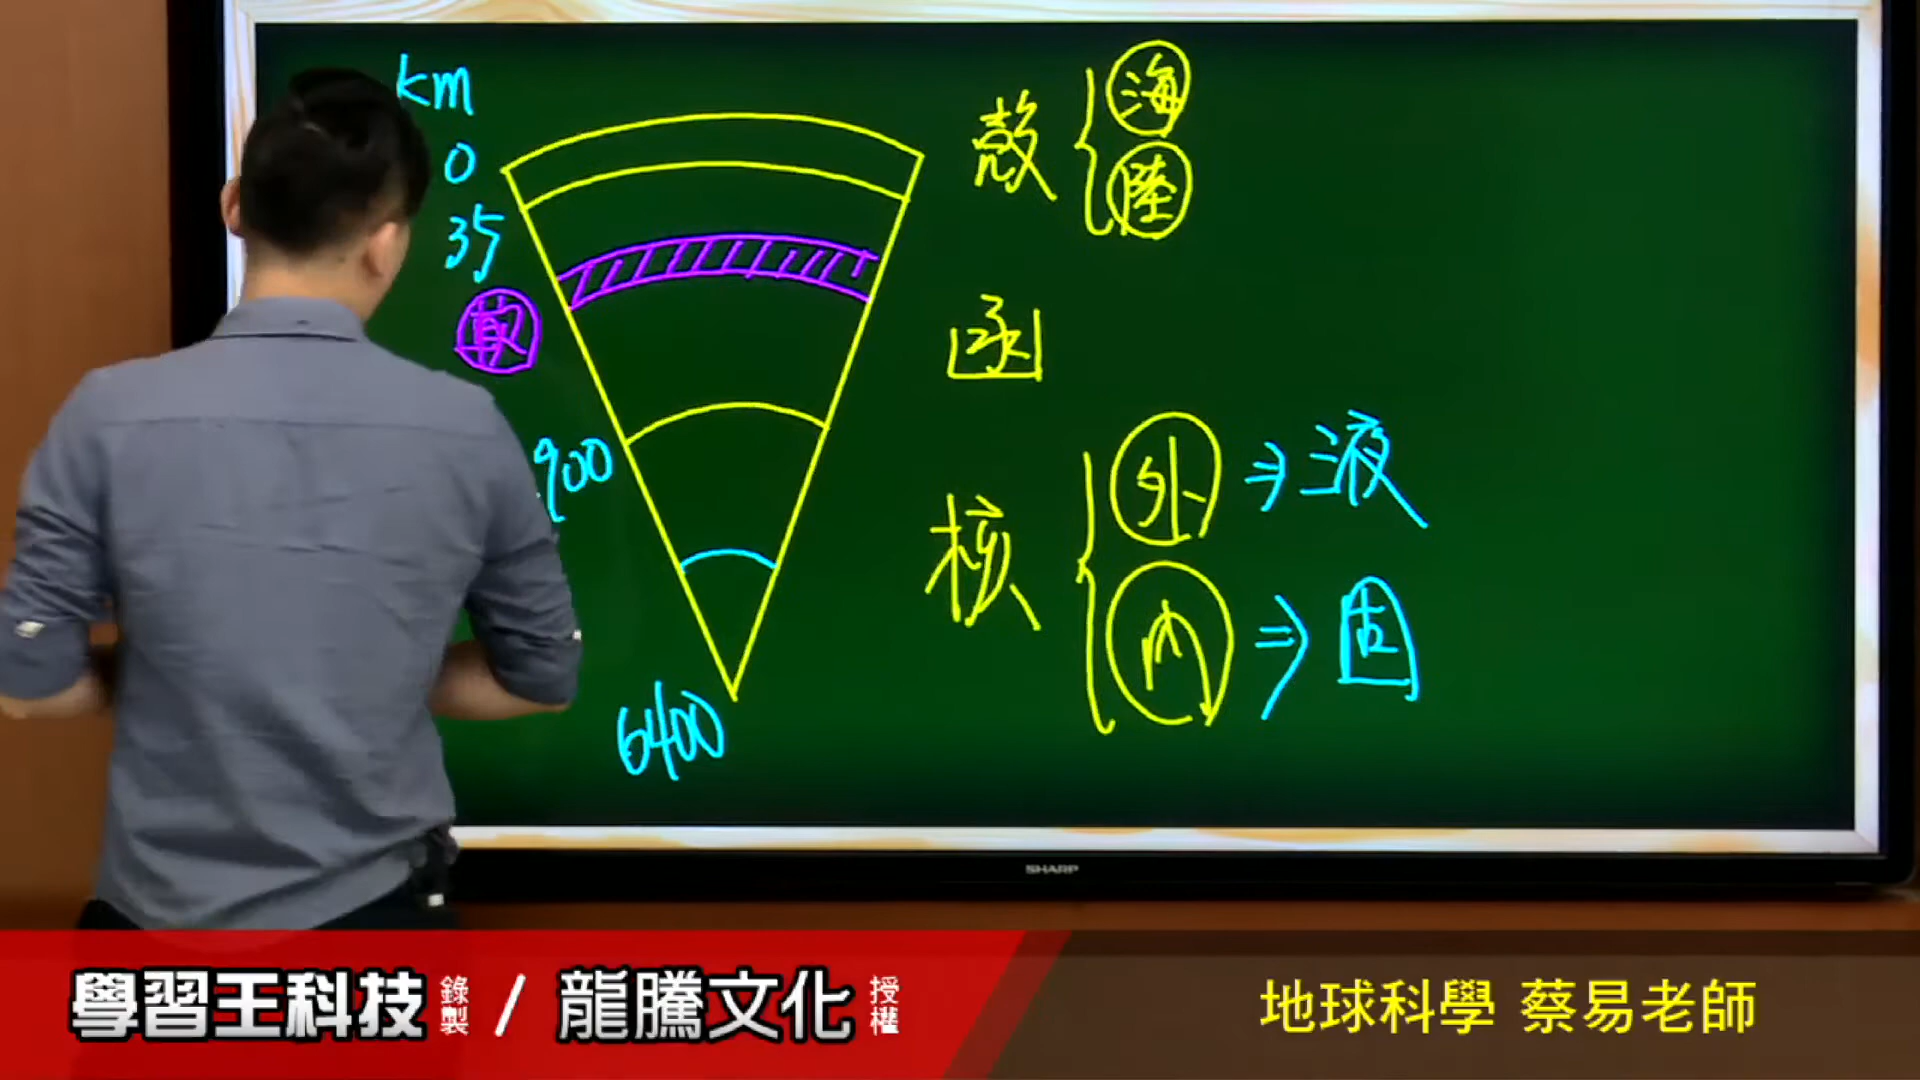 km
0
35
軟
900
6400
殼
海
陸
函
核
外⇒液
內⇒固
SHARP
學習王科技 錄製 / 龍騰文化 授權
地球科學 蔡易老師